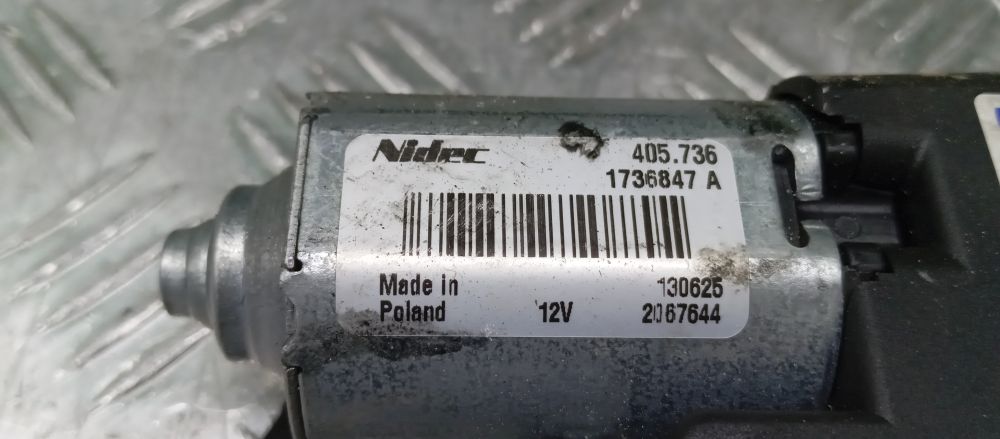 Nidec 405.736
1736847 A
Made in 130625
Poland 12V 2067644